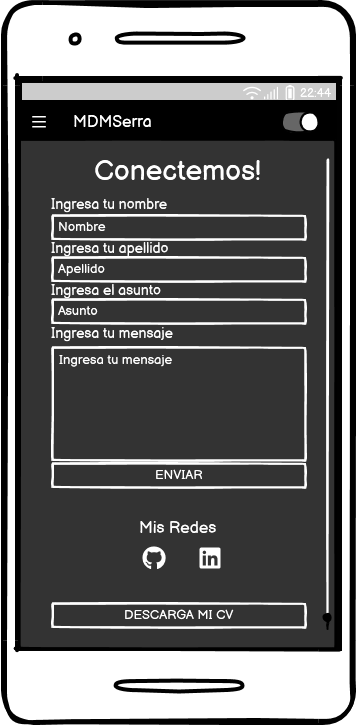 22:44
MDMSerra
Conectemos!
Ingresa tu nombre
Nombre
Ingresa tu apellido
Apellido
Ingresa el asunto
Asunto
Ingresa tu mensaje
Ingresa tu mensaje
ENVIAR
Mis Redes
in
DESCARGA MI CV